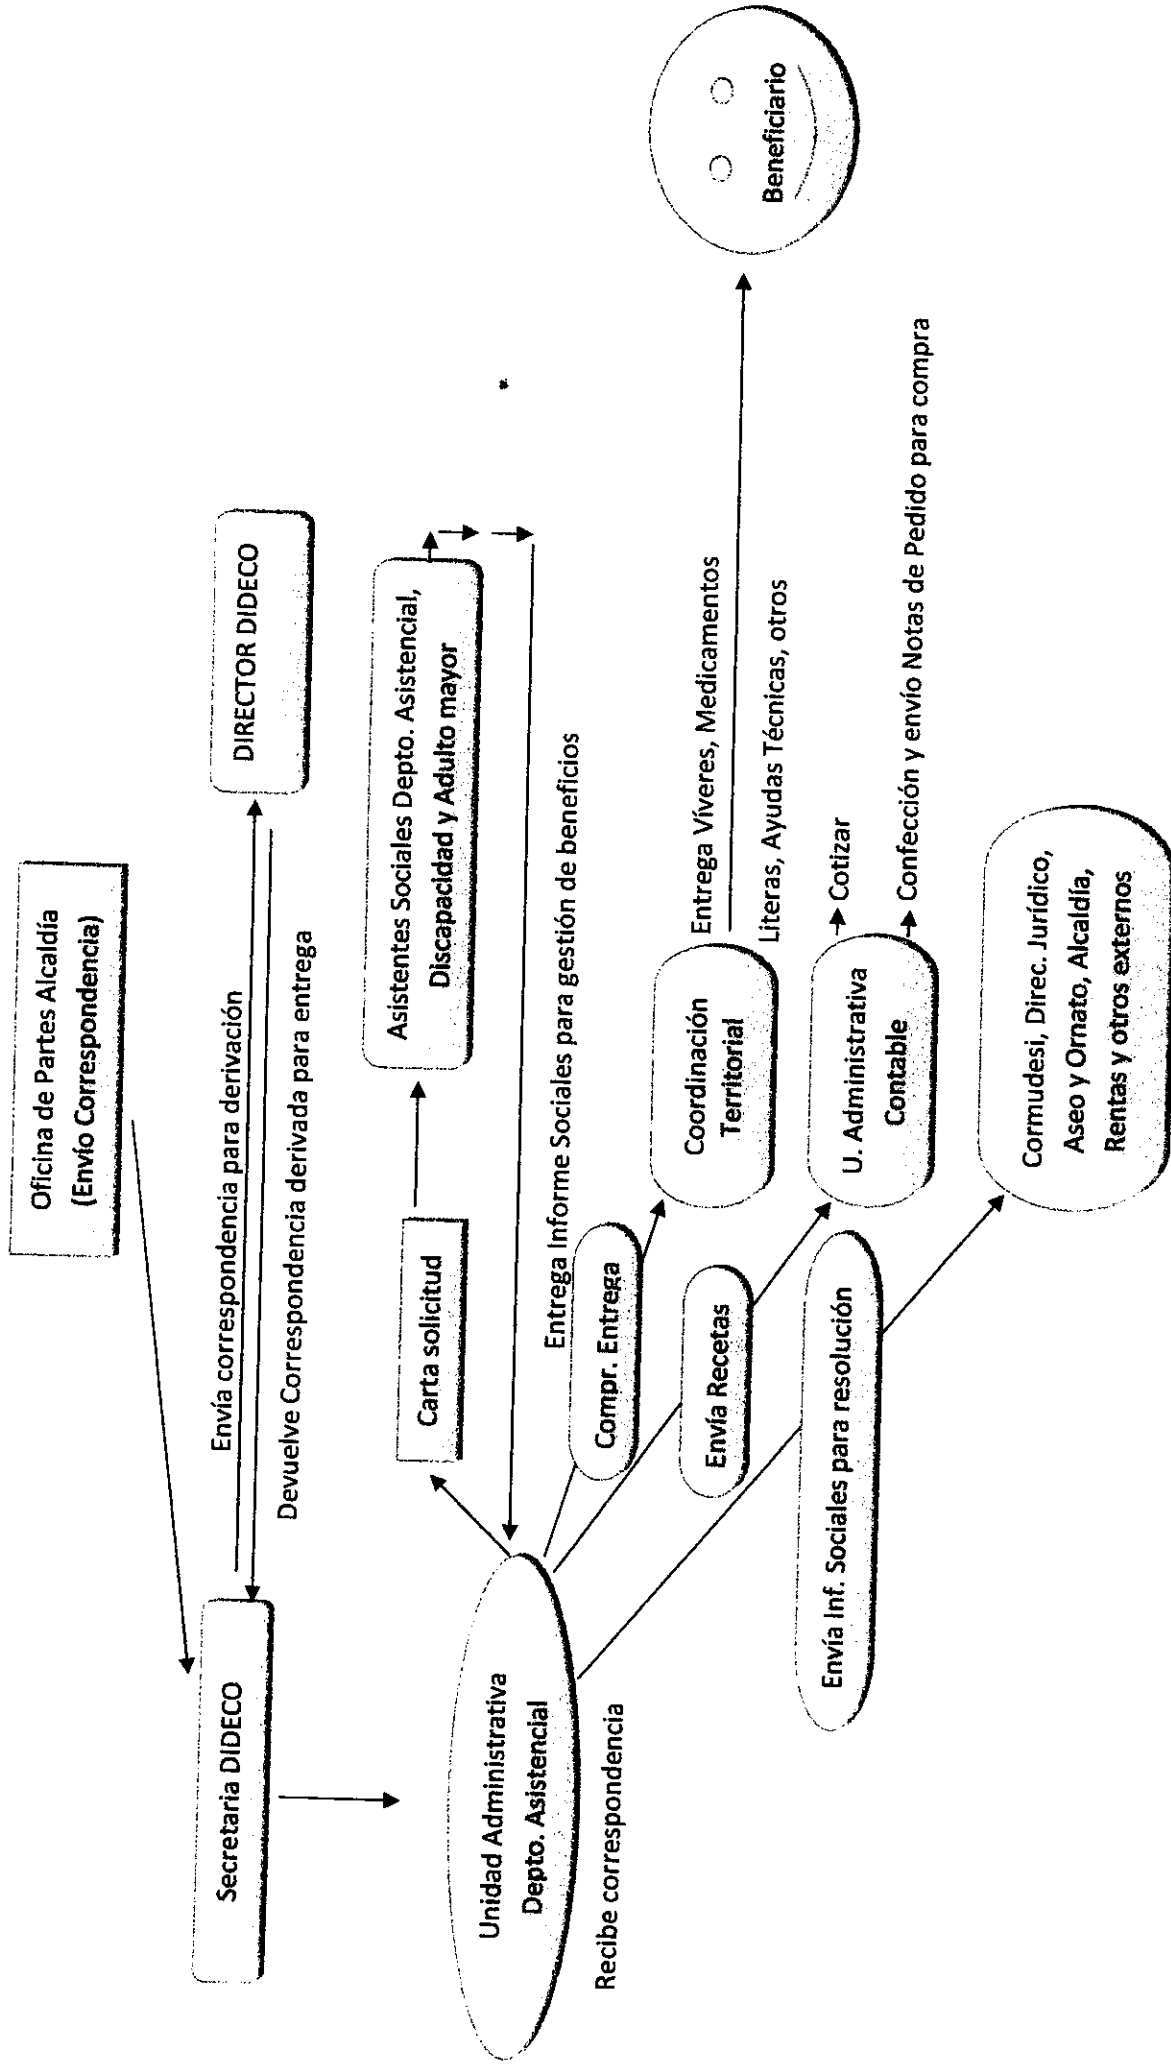 Oficina de Partes Alcaldía
(Envío Correspondencia)
Secretaria DIDECO
Envía correspondencia para derivación
Devuelve Correspondencia derivada para entrega
DIRECTOR DIDECO
Carta solicitud
Asistentes Sociales Depto. Asistencial,
Discapacidad y Adulto mayor
Unidad Administrativa
Depto. Asistencial
Recibe correspondencia
Entrega Informe Sociales para gestión de beneficios
Compr. Entrega
Coordinación
Territorial
Entrega Víveres, Medicamentos
Literas, Ayudas Técnicas, otros
Beneficiario
Envía Recetas
U. Administrativa
Contable
Cotizar
Confección y envío Notas de Pedido para compra
Envía Inf. Sociales para resolución
Cormudesi, Direc. Jurídico,
Aseo y Ornato, Alcaldía,
Rentas y otros externos